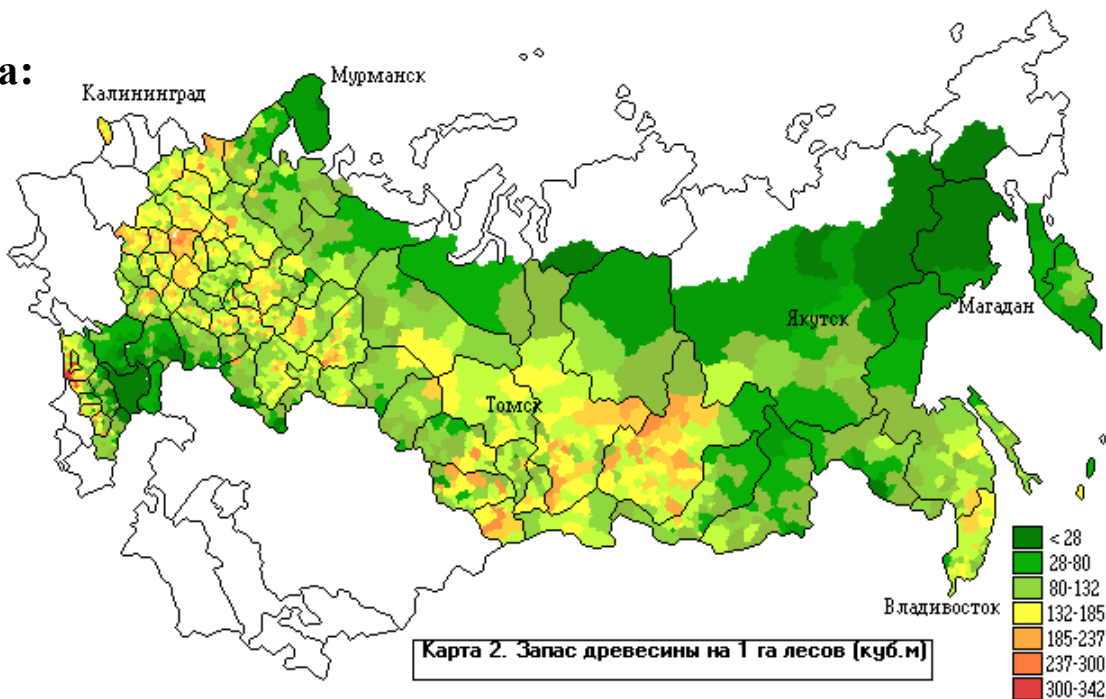 а:
Мурманск
Калининград
Магадан
Якутск
Томск
Владивосток
< 28
28-80
80-132
132-185
185-237
237-300
300-342
Карта 2. Запас древесины на 1 га лесов (куб.м)